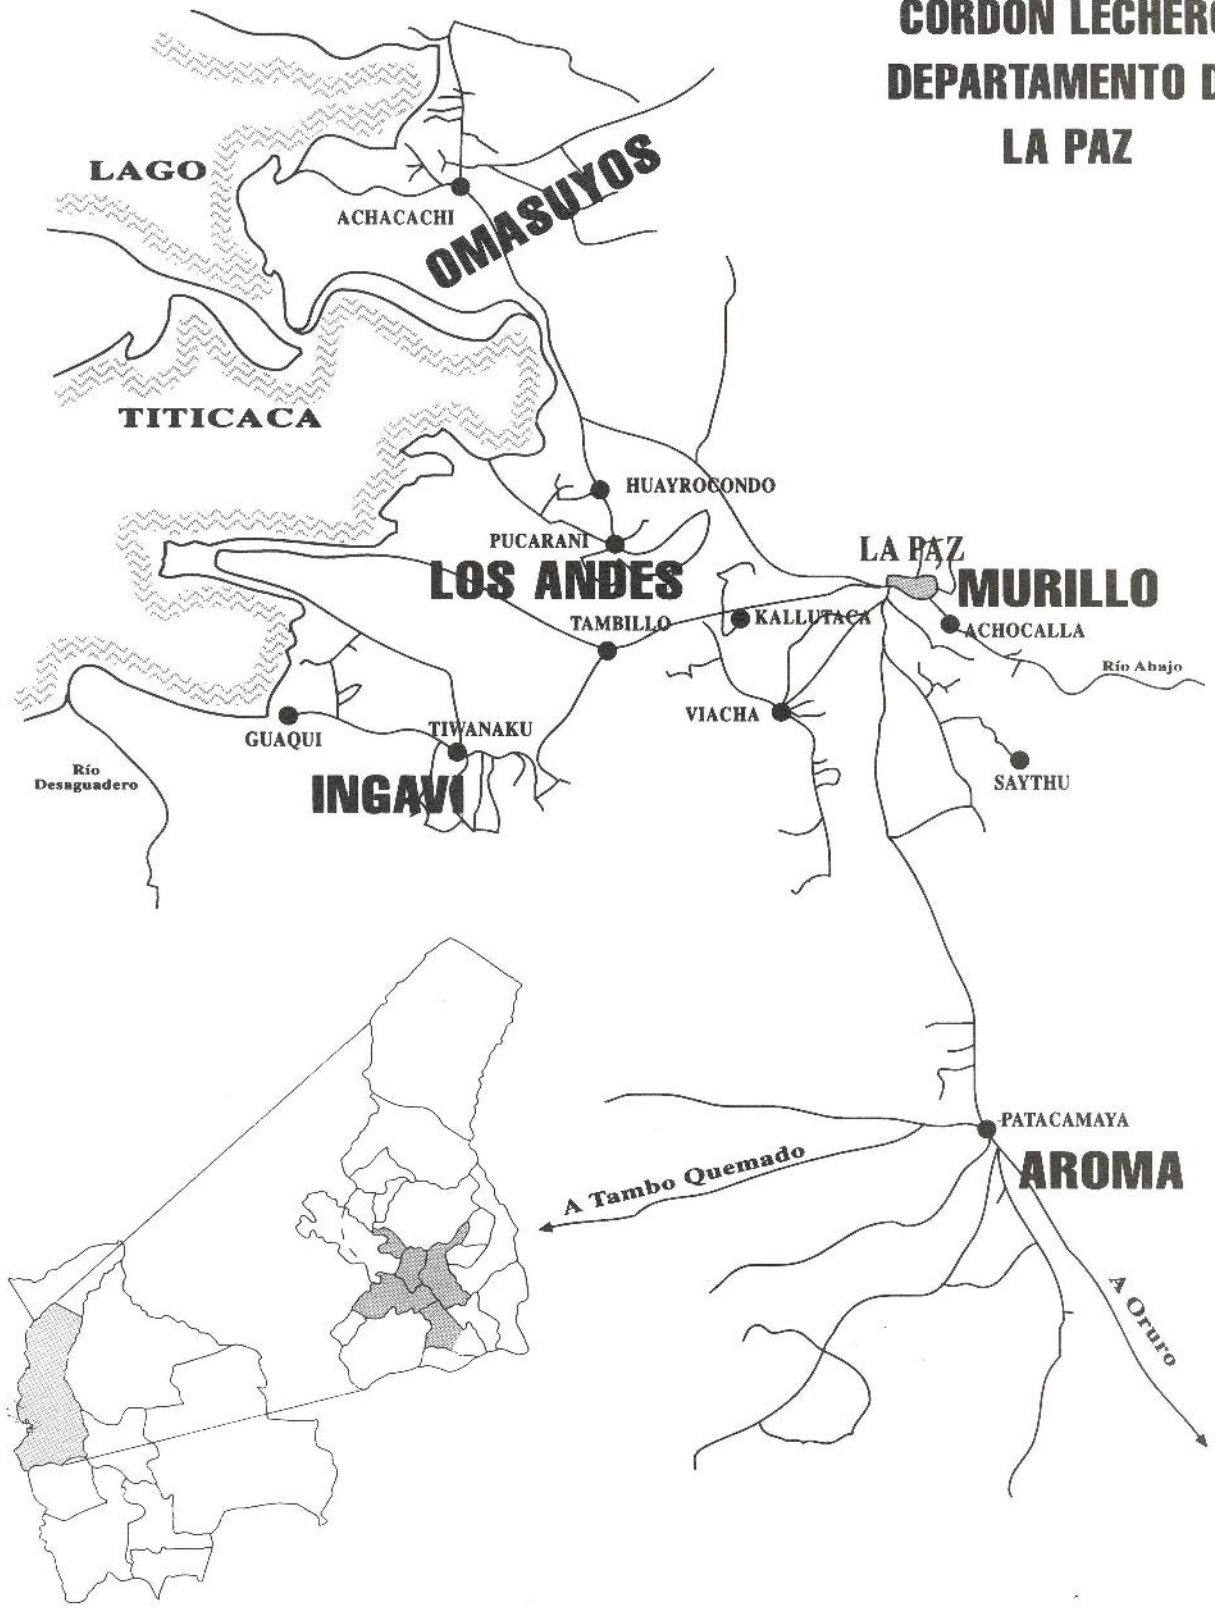 CORDON LECHERO
DEPARTAMENTO D
LA PAZ
LAGO
ACHACACHI
OMASUYOS
TITICACA
HUAYROCONDO
PUCARANI
LOS ANDES
LA PAZ
MURILLO
TAMBILLO
KALLUTACA
ACHOCALLA
Río Abajo
VIACHA
GUAQUI
TIWANAKU
SAYTHU
Río
Desaguadero
INGAVI
PATACAMAYA
AROMA
A Tambo Quemado
A Oruro